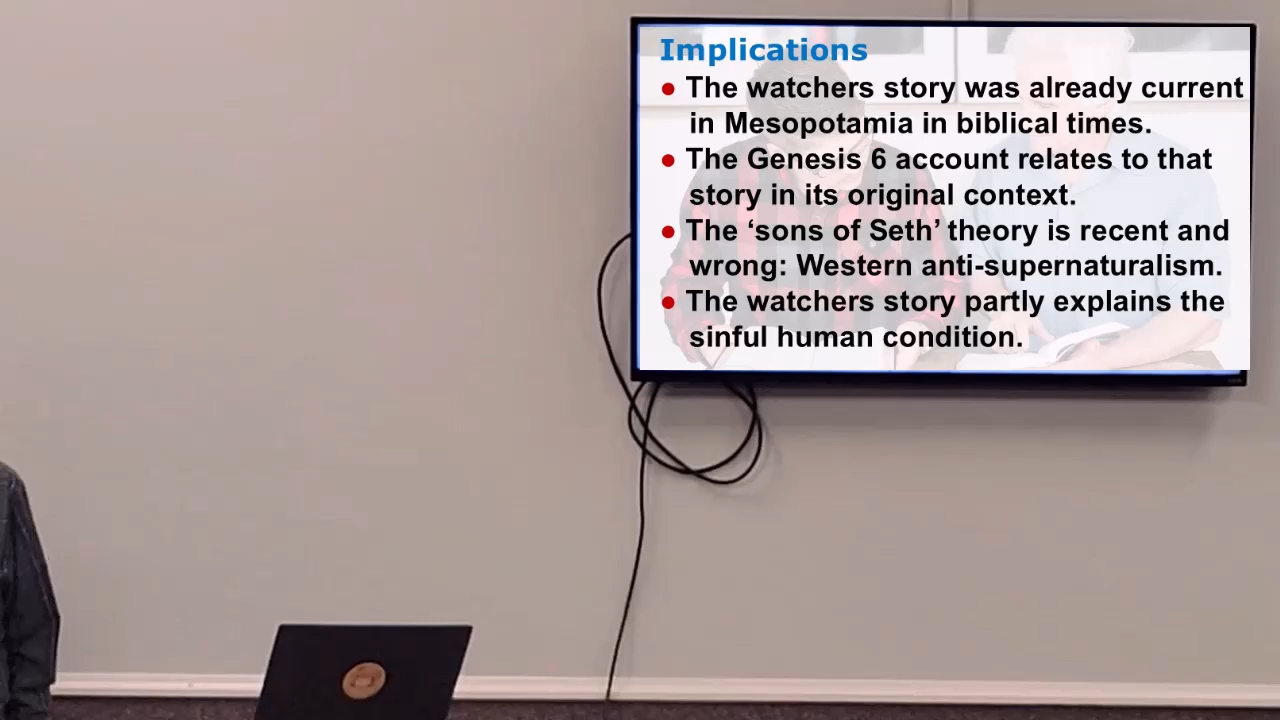 Implications
● The watchers story was already current
in Mesopotamia in biblical times.
● The Genesis 6 account relates to that
story in its original context.
● The ‘sons of Seth’ theory is recent and
wrong: Western anti-supernaturalism.
● The watchers story partly explains the
sinful human condition.